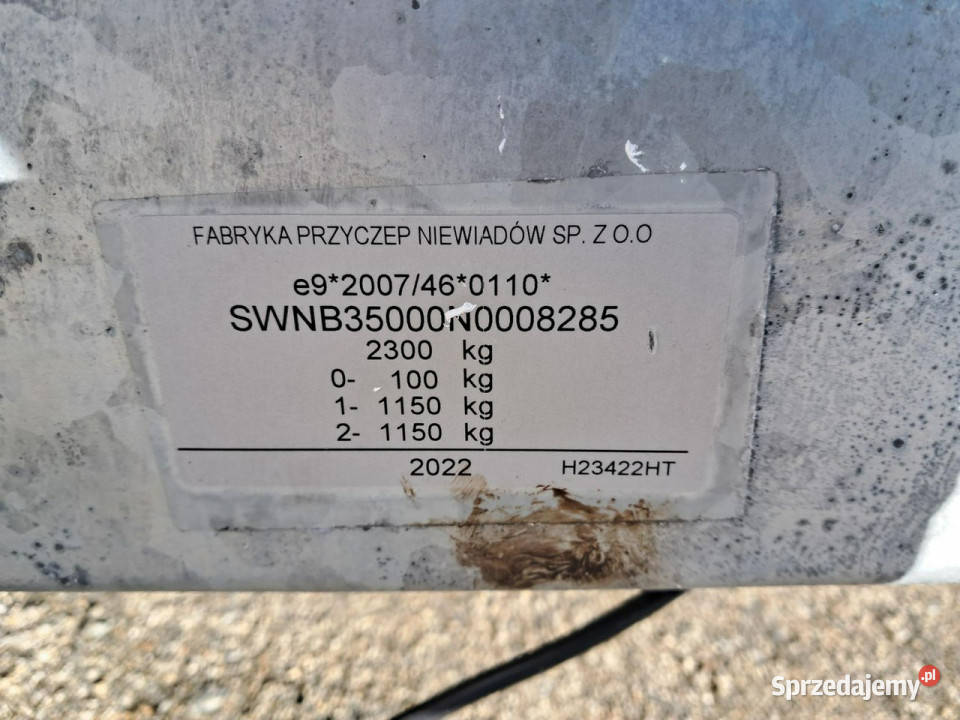 FABRYKA PRZYCZEP NIEWIADÓW SP. Z O.O
e9*2007/46*0110*
SWNB35000N0008285
2300 kg
0- 100 kg
1- 1150 kg
2- 1150 kg
2022 H23422HT
Sprzedajemy.pl